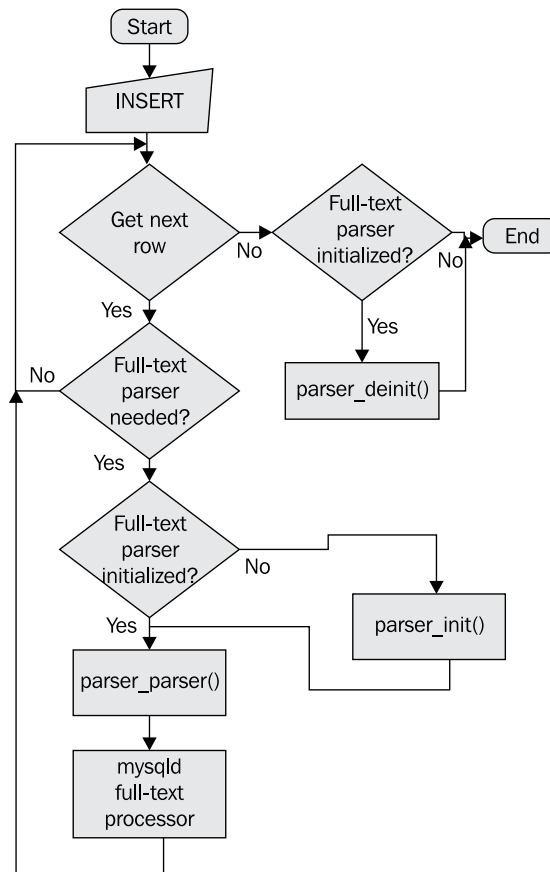 Start
INSERT
Get next
row
No
Full-text
parser
initialized?
No
End
Yes
Yes
parser_deinit()
No
Full-text
parser
needed?
Yes
Full-text
parser
initialized?
No
parser_init()
Yes
parser_parser()
mysqld
full-text
processor